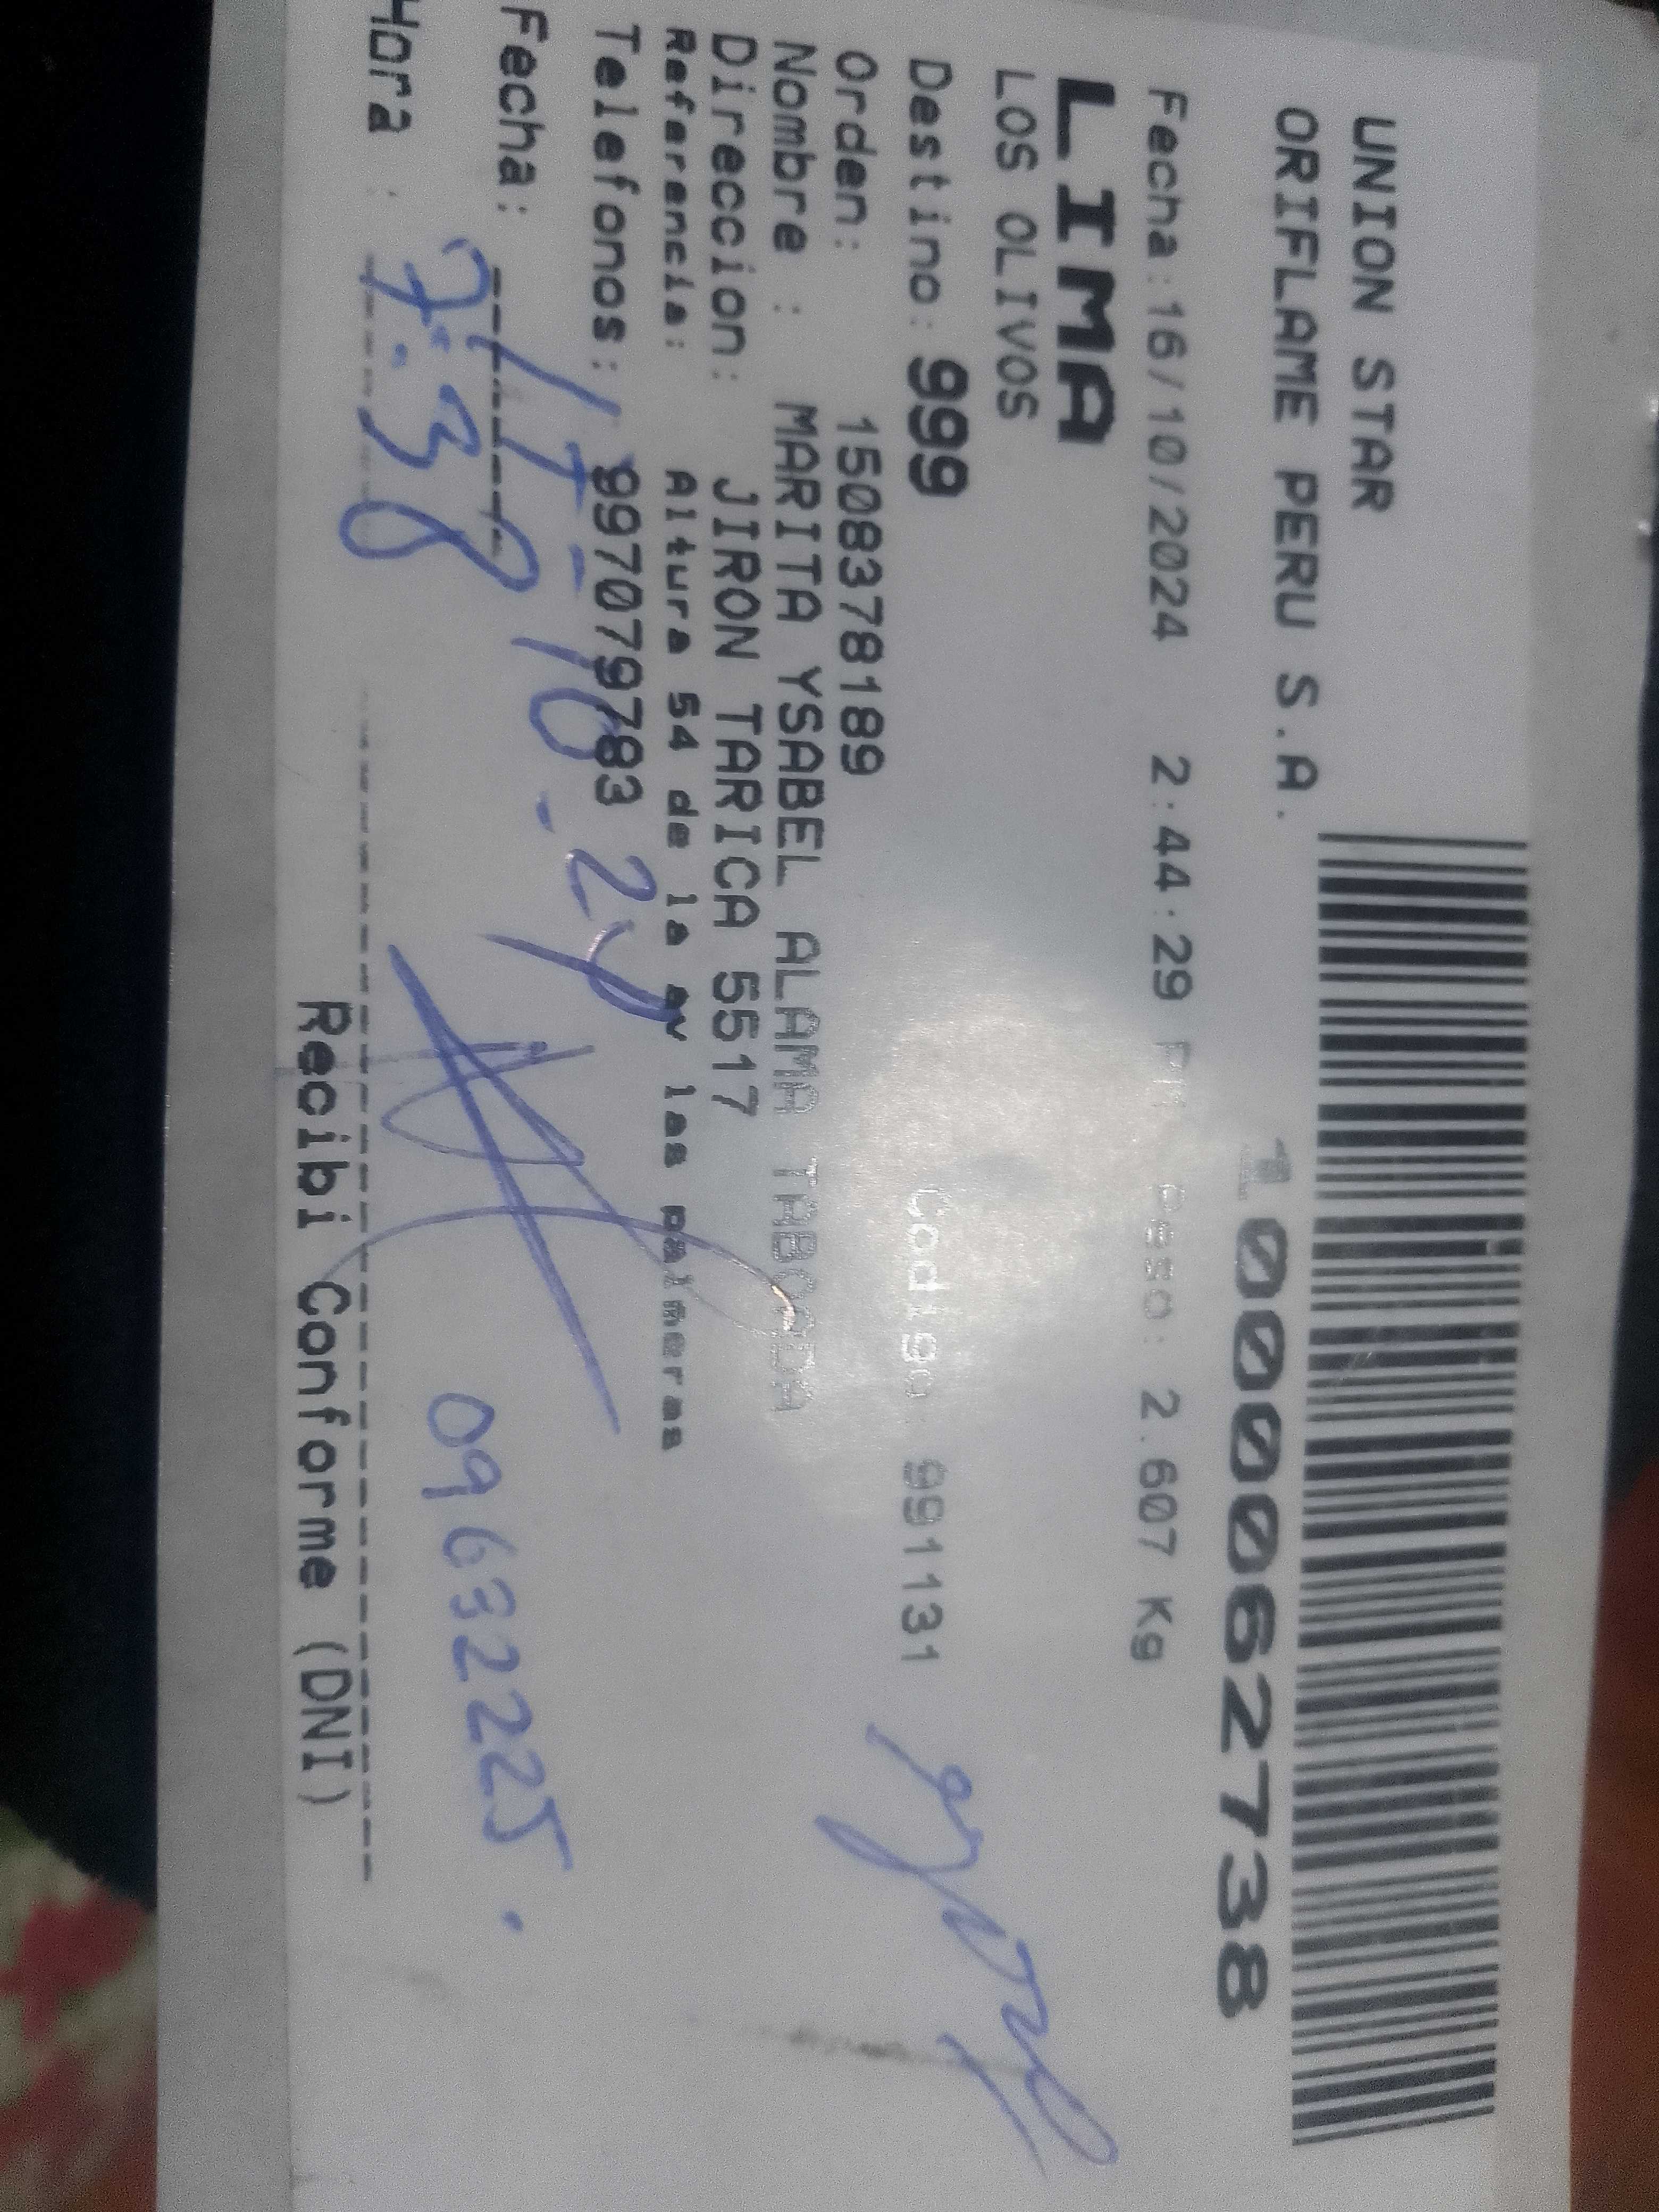 UNION STAR
ORIFLAME PERU S.A.
1000062738
Fecha:16/10/2024 2:44:29 PM Peso: 2.607 Kg
LIMA
LOS OLIVOS
Destino: 999 Codigo 991131
Orden: 15083778189
Nombre : MARITA YSABEL ALAMA TABOADA
Direccion: JIRON TARICA 5517
Referencia: Altura 54 de la av las palmeras
Telefonos: 997079783
Fecha: 10-24
Hora : 7:38
09632225.
Recibi Conforme (DNI)